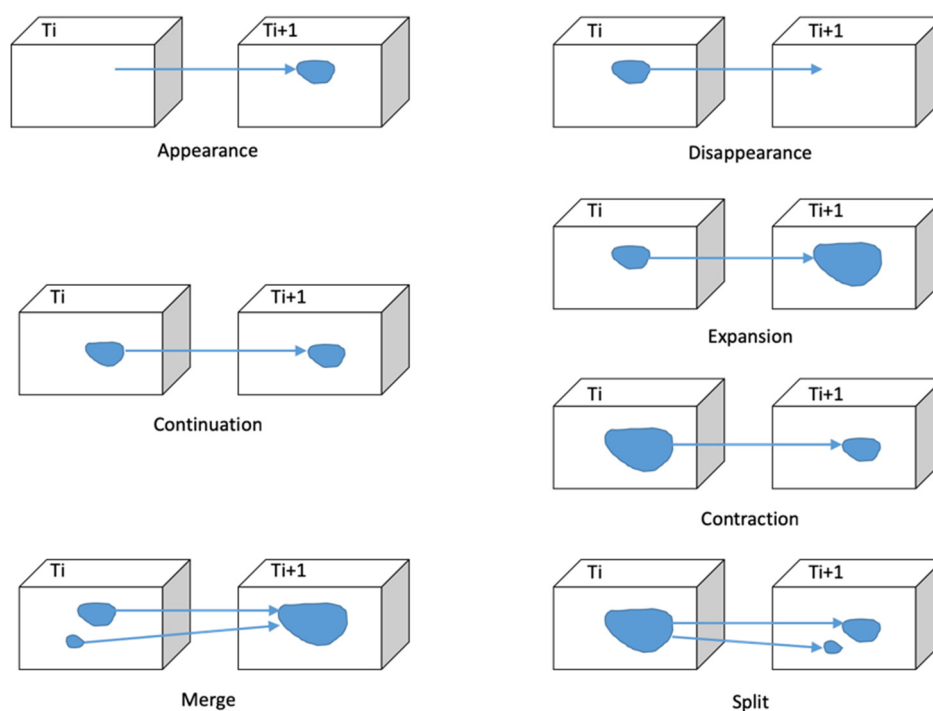 Ti
Ti+1
Appearance
Ti
Ti+1
Disappearance
Ti
Ti+1
Continuation
Ti
Ti+1
Expansion
Ti
Ti+1
Contraction
Ti
Ti+1
Merge
Ti
Ti+1
Split